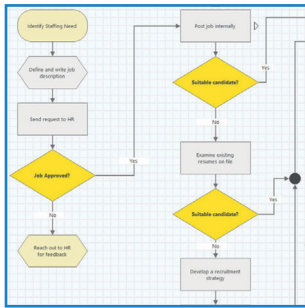 Identify Staffing Need
Define and write job
description
Send request to HR
Job Approved?
Yes
No
Reach out to HR
for feedback
Post job internally
Suitable candidate?
Yes
No
Examine existing
resumes on file
Suitable candidate?
Yes
No
Develop a recruitment
strategy